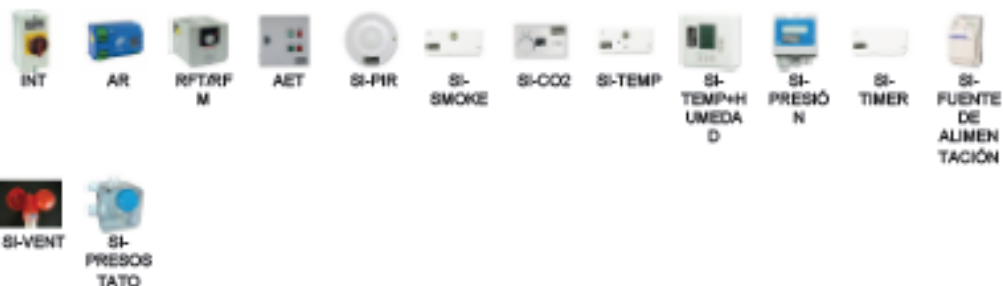 INT
AR
RFT/RF
M
AET
SI-PIR
SI-
SMOKE
SI-CO2
SI-TEMP
SI-
TEMP+H
UMEDA
D
SI-
PRESIÓ
N
SI-
TIMER
SI-
FUENTE
DE
ALIMEN
TACIÓN
SI-VENT
SI-
PRESOS
TATO